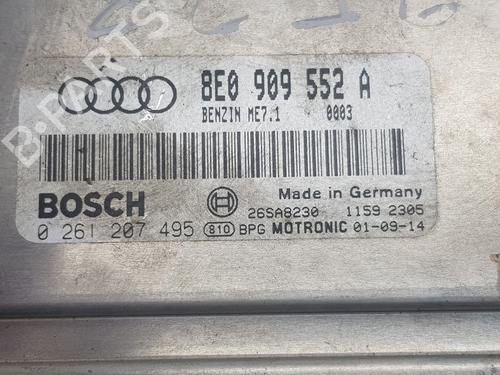 8E0 909 552 A
BENZIN ME7.1 0003
BOSCH
Made in Germany
26SA8230 1159 2305
0 261 207 495 810 BPG MOTRONIC 01-09-14
B-PARTS